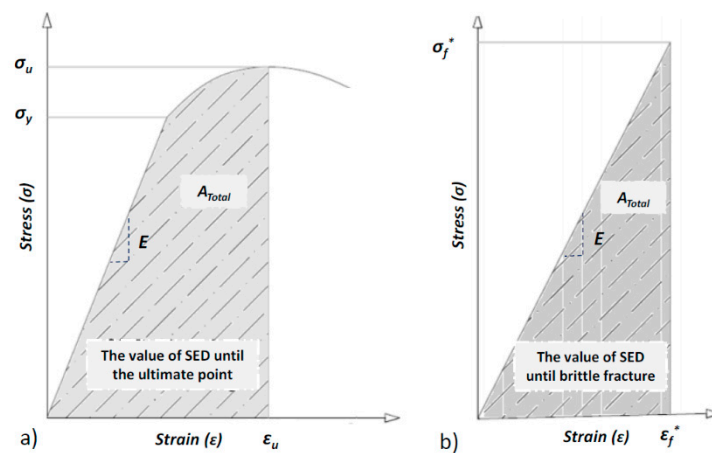 σu
σy
Stress (σ)
E
ATotal
The value of SED until
the ultimate point
a)
Strain (ε)
εu
σf*
Stress (σ)
E
ATotal
The value of SED
until brittle fracture
b)
Strain (ε)
εf*